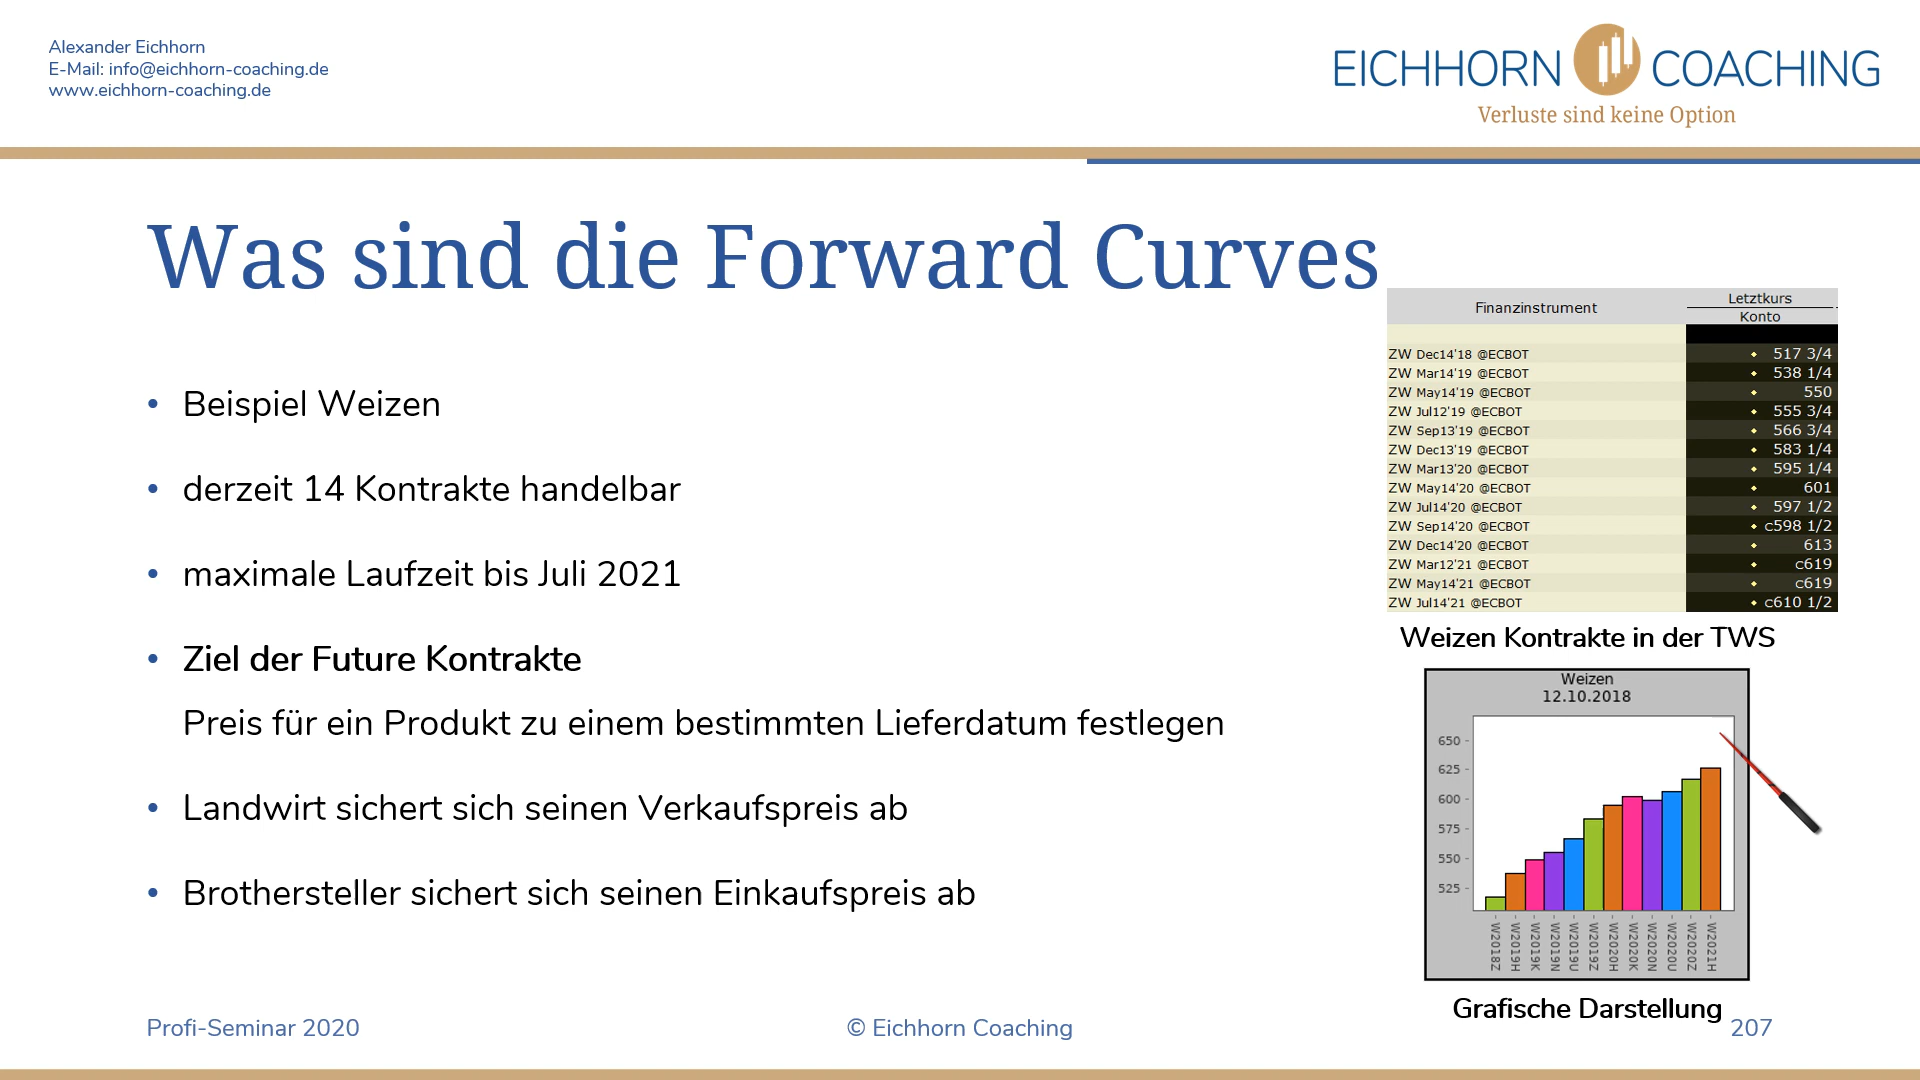 Alexander Eichhorn
E-Mail: info@eichhorn-coaching.de
www.eichhorn-coaching.de
EICHHORN COACHING
Verluste sind keine Option
Was sind die Forward Curves
• Beispiel Weizen
• derzeit 14 Kontrakte handelbar
• maximale Laufzeit bis Juli 2021
• Ziel der Future Kontrakte
Preis für ein Produkt zu einem bestimmten Lieferdatum festlegen
• Landwirt sichert sich seinen Verkaufspreis ab
• Brothersteller sichert sich seinen Einkaufspreis ab
Finanzinstrument Letztkurs
Konto
ZW Dec14'18 @ECBOT 517 3/4
ZW Mar14'19 @ECBOT 538 1/4
ZW May14'19 @ECBOT 550
ZW Jul12'19 @ECBOT 555 3/4
ZW Sep13'19 @ECBOT 566 3/4
ZW Dec13'19 @ECBOT 583 1/4
ZW Mar13'20 @ECBOT 595 1/4
ZW May14'20 @ECBOT 601
ZW Jul14'20 @ECBOT 597 1/2
ZW Sep14'20 @ECBOT c598 1/2
ZW Dec14'20 @ECBOT 613
ZW Mar12'21 @ECBOT c619
ZW May14'21 @ECBOT c619
ZW Jul14'21 @ECBOT c610 1/2
Weizen Kontrakte in der TWS
Weizen
12.10.2018
650
625
600
575
550
525
W2018Z
W2019H
W2019K
W2019N
W2019U
W2019Z
W2020H
W2020K
W2020N
W2020U
W2020Z
W2021H
Grafische Darstellung
Profi-Seminar 2020
© Eichhorn Coaching
207